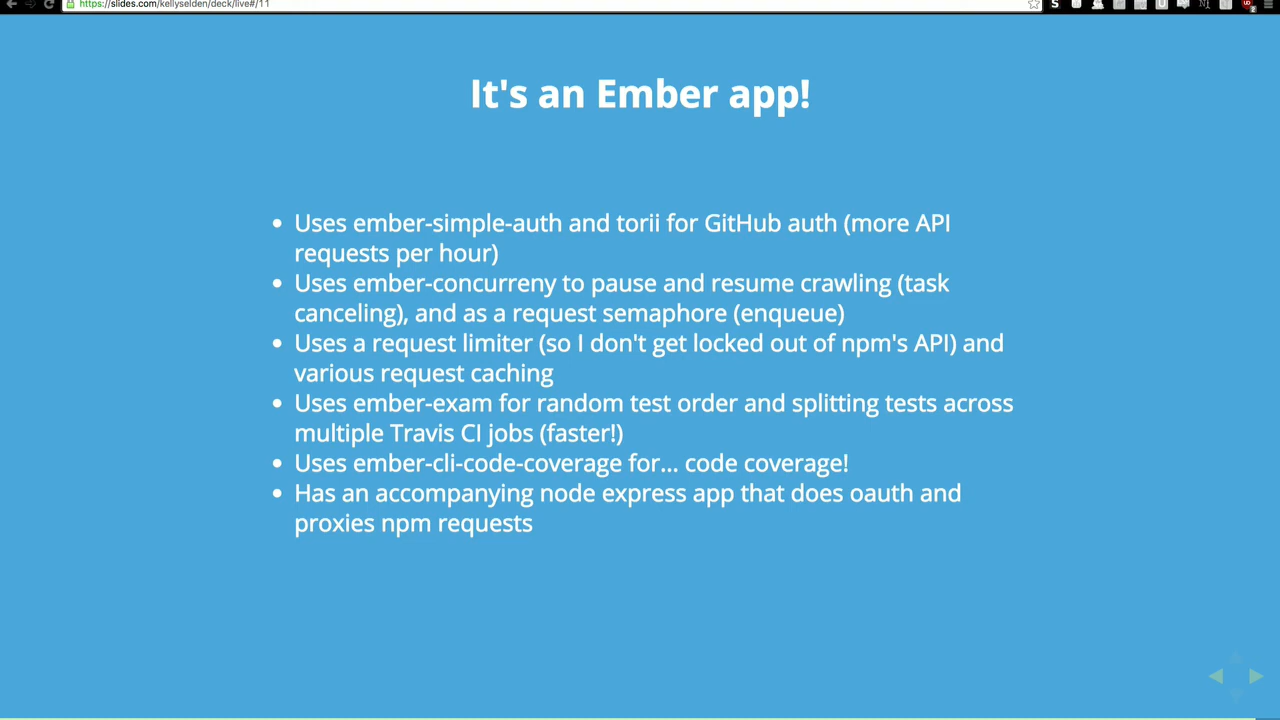 https://slides.com/kellyselden/deck/live#/11
It's an Ember app!
Uses ember-simple-auth and torii for GitHub auth (more API
requests per hour)
Uses ember-concurreny to pause and resume crawling (task
canceling), and as a request semaphore (enqueue)
Uses a request limiter (so I don't get locked out of npm's API) and
various request caching
Uses ember-exam for random test order and splitting tests across
multiple Travis CI jobs (faster!)
Uses ember-cli-code-coverage for... code coverage!
Has an accompanying node express app that does oauth and
proxies npm requests